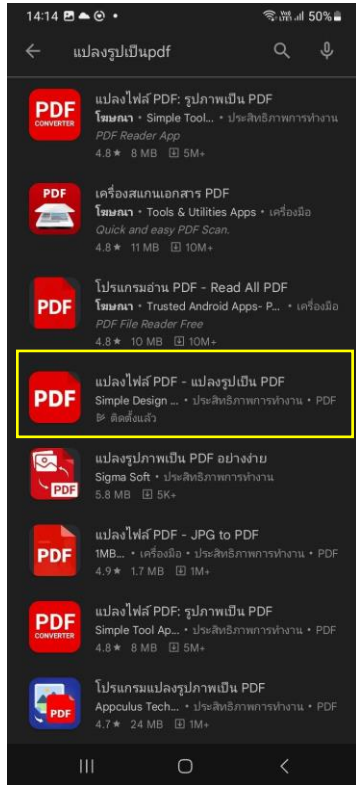 14:14 50%
แปลงรูปเป็นpdf
PDF
CONVERTER
แปลงไฟล์ PDF: รูปภาพเป็น PDF
โฆษณา • Simple Tool... • ประสิทธิภาพการทำงาน
PDF Reader App
4.8★ 8 MB 5M+
PDF
เครื่องสแกนเอกสาร PDF
โฆษณา • Tools & Utilities Apps • เครื่องมือ
Quick and easy PDF Scan.
4.8★ 11 MB 10M+
PDF
โปรแกรมอ่าน PDF - Read All PDF
โฆษณา • Trusted Android Apps- P... • เครื่องมือ
PDF File Reader Free
4.8★ 10 MB 10M+
PDF
แปลงไฟล์ PDF - แปลงรูปเป็น PDF
Simple Design ... • ประสิทธิภาพการทำงาน • PDF
ติดตั้งแล้ว
PDF
แปลงรูปภาพเป็น PDF อย่างง่าย
Sigma Soft • ประสิทธิภาพการทำงาน
5.8 MB 5K+
PDF
แปลงไฟล์ PDF - JPG to PDF
1MB... • เครื่องมือ • ประสิทธิภาพการทำงาน • PDF
4.9★ 1.7 MB 1M+
PDF
CONVERTER
แปลงไฟล์ PDF: รูปภาพเป็น PDF
Simple Tool Ap... • ประสิทธิภาพการทำงาน • PDF
4.8★ 8 MB 5M+
PDF
โปรแกรมแปลงรูปภาพเป็น PDF
Appculus Tech... • ประสิทธิภาพการทำงาน • PDF
4.7★ 24 MB 1M+